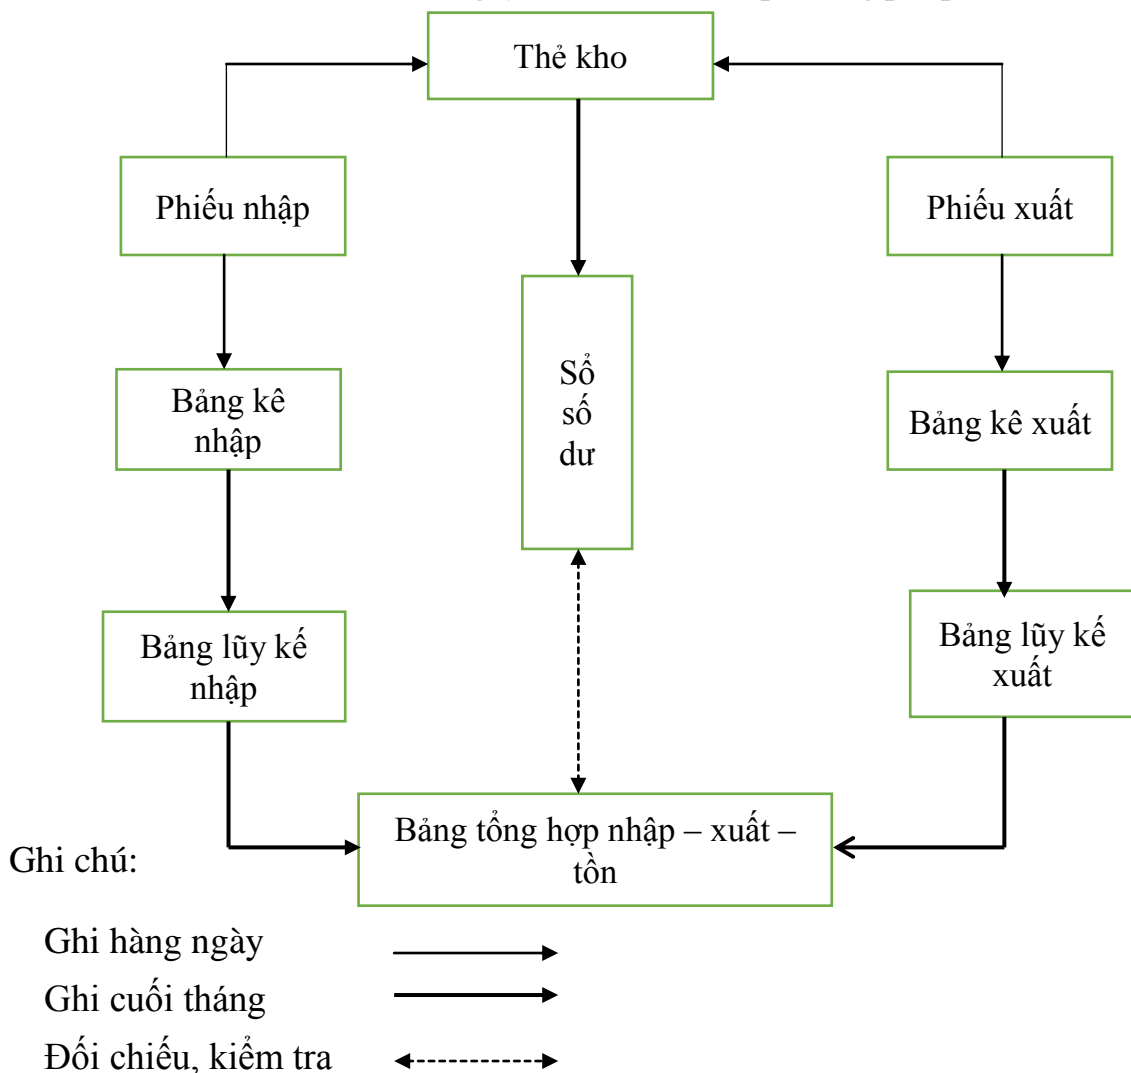 Thẻ kho
Phiếu nhập
Phiếu xuất
Sổ
số
dư
Bảng kê
nhập
Bảng kê xuất
Bảng lũy kế
nhập
Bảng lũy kế
xuất
Bảng tổng hợp nhập – xuất –
tồn
Ghi chú:
Ghi hàng ngày
Ghi cuối tháng
Đối chiếu, kiểm tra